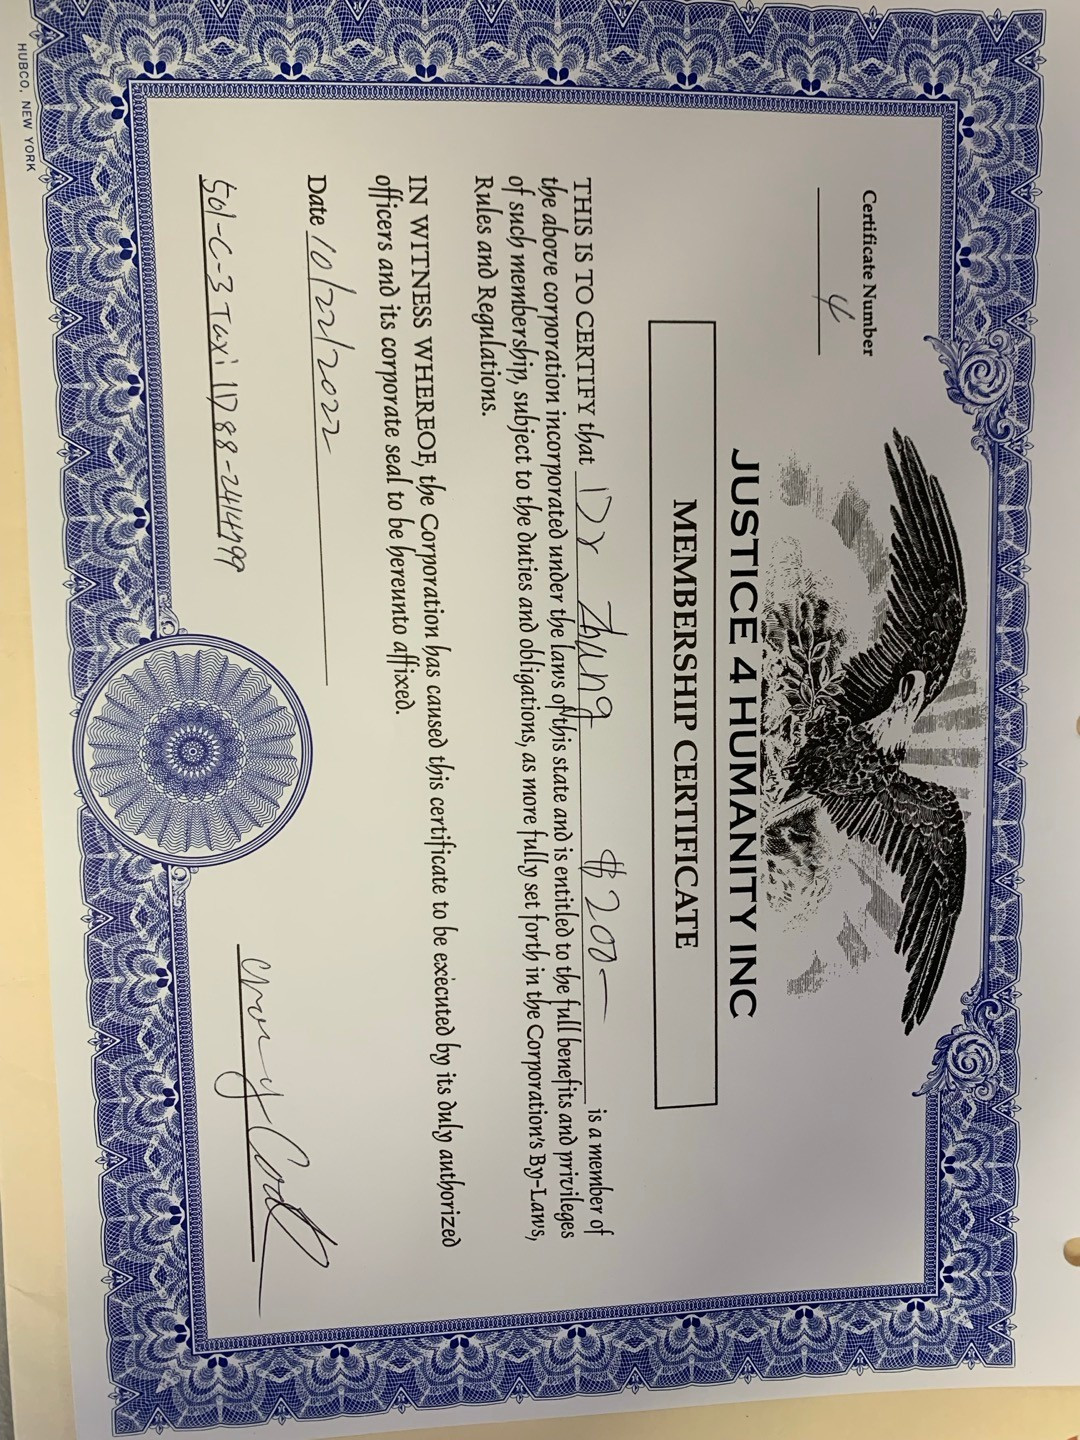 Certificate Number
4
JUSTICE 4 HUMANITY INC
MEMBERSHIP CERTIFICATE
THIS IS TO CERTIFY that Dr Zhang $200- is a member of
the above corporation incorporated under the laws of this state and is entitled to the full benefits and privileges
of such membership, subject to the duties and obligations, as more fully set forth in the Corporation's By-Laws,
Rules and Regulations.
IN WITNESS WHEREOF, the Corporation has caused this certificate to be executed by its duly authorized
officers and its corporate seal to be hereunto affixed.
Date 10/22/2022
501-C-3 Tax ID 88-2414499
HUBCO, NEW YORK